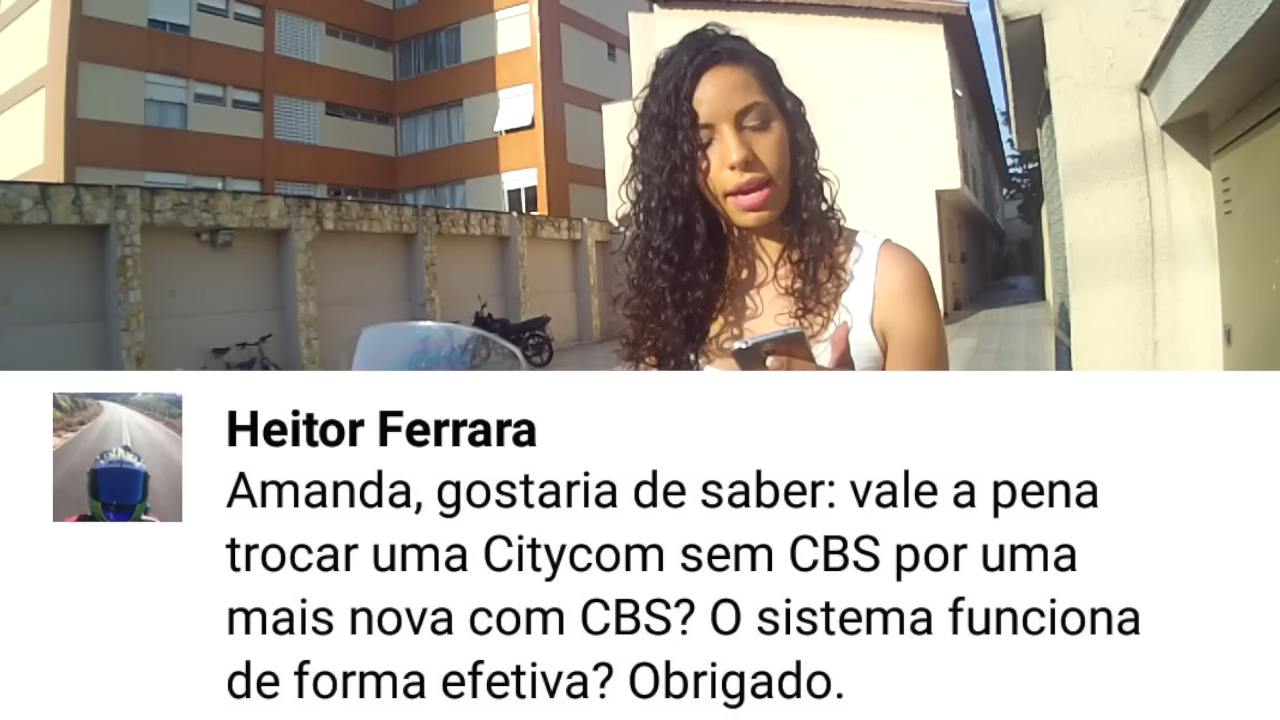 Heitor Ferrara
Amanda, gostaria de saber: vale a pena
trocar uma Citycom sem CBS por uma
mais nova com CBS? O sistema funciona
de forma efetiva? Obrigado.